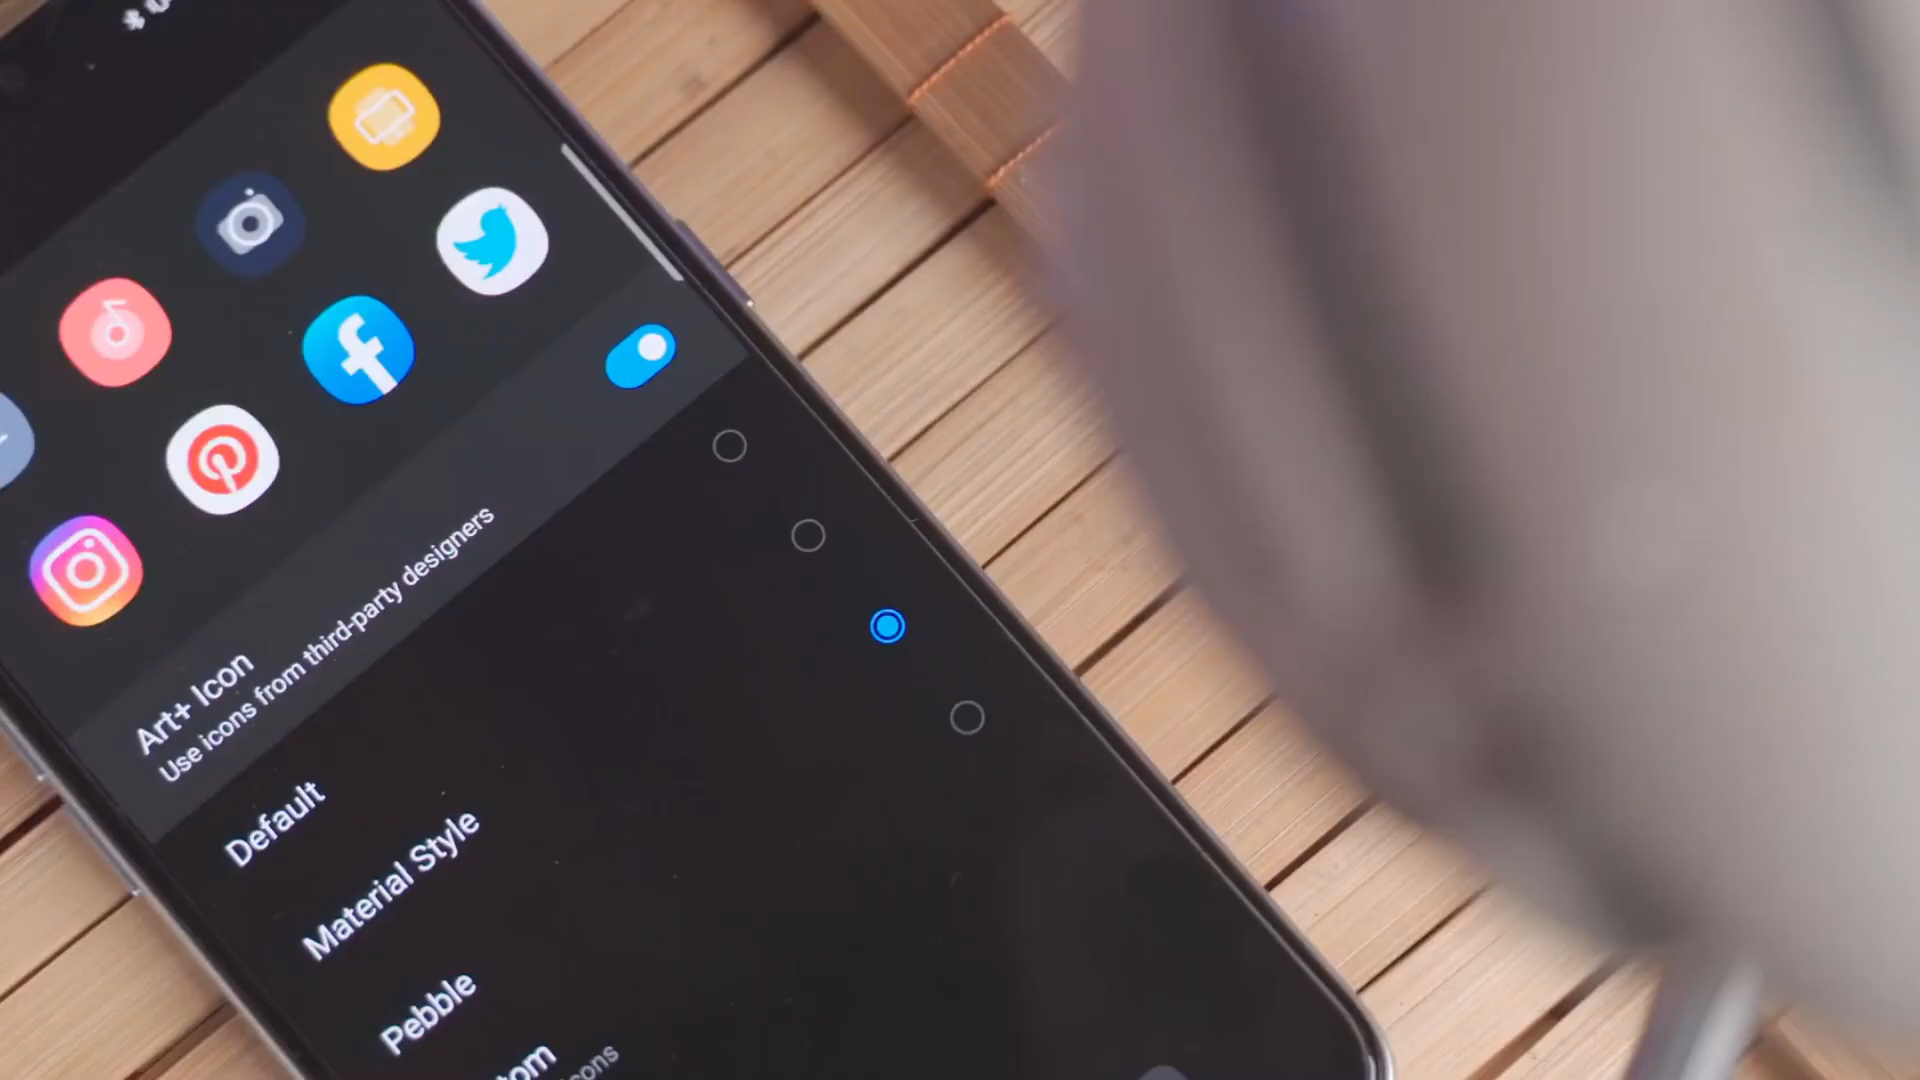 Art+ Icon
Use icons from third-party designers
Default
Material Style
Pebble